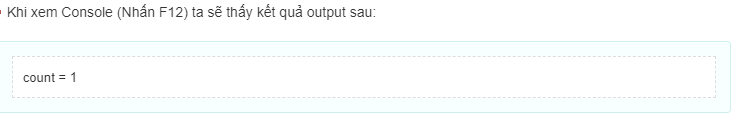 Khi xem Console (Nhấn F12) ta sẽ thấy kết quả output sau:
count = 1